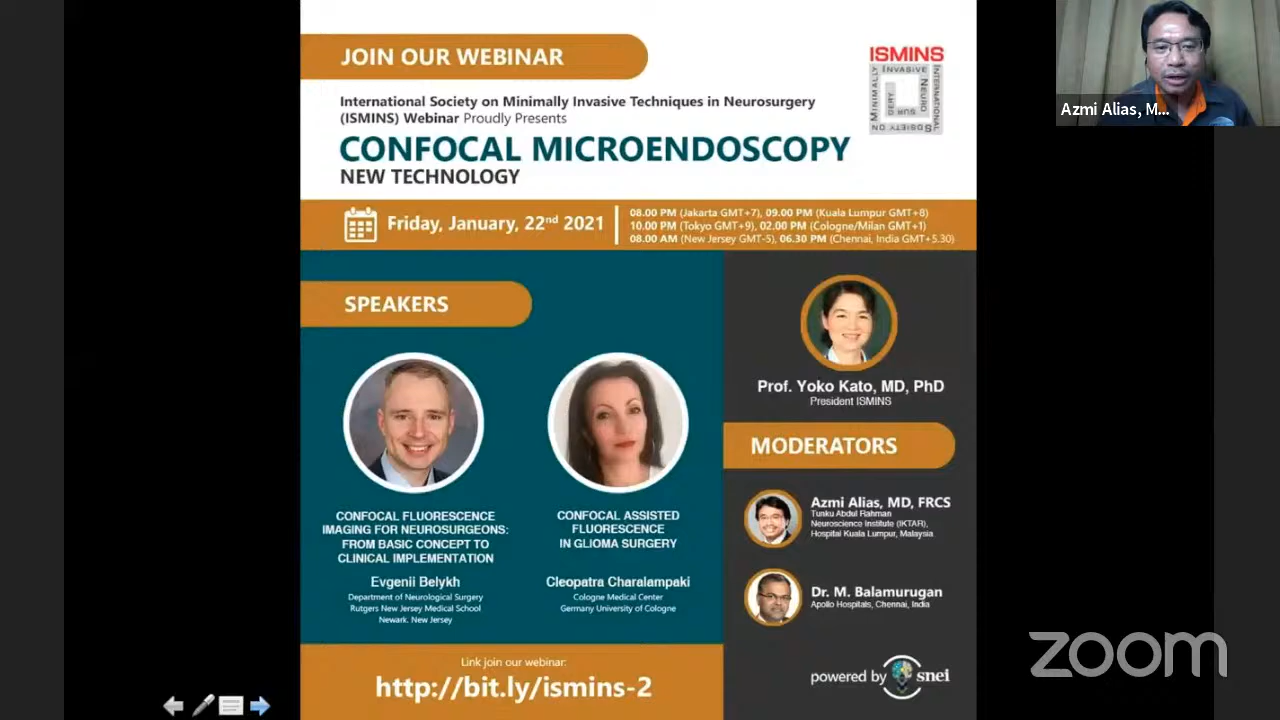 JOIN OUR WEBINAR
ISMINS
MINIMALLY INVASIVE NEURO SURGERY
INTERNATIONAL SOCIETY ON
International Society on Minimally Invasive Techniques in Neurosurgery
(ISMINS) Webinar Proudly Presents
CONFOCAL MICROENDOSCOPY
NEW TECHNOLOGY
Azmi Alias, M...
Friday, January, 22nd 2021
08.00 PM (Jakarta GMT+7), 09.00 PM (Kuala Lumpur GMT+8)
10.00 PM (Tokyo GMT+9), 02.00 PM (Cologne/Milan GMT+1)
08.00 AM (New Jersey GMT-5), 06.30 PM (Chennai, India GMT+5.30)
SPEAKERS
CONFOCAL FLUORESCENCE
IMAGING FOR NEUROSURGEONS:
FROM BASIC CONCEPT TO
CLINICAL IMPLEMENTATION
Evgenii Belykh
Department of Neurological Surgery
Rutgers New Jersey Medical School
Newark. New Jersey
CONFOCAL ASSISTED
FLUORESCENCE
IN GLIOMA SURGERY
Cleopatra Charalampaki
Cologne Medical Center
Germany University of Cologne
Prof. Yoko Kato, MD, PhD
President ISMINS
MODERATORS
Azmi Alias, MD, FRCS
Tunku Abdul Rahman
Neuroscience Institute (IKTAR),
Hospital Kuala Lumpur, Malaysia
Dr. M. Balamurugan
Apollo Hospitals, Chennai, India
Link join our webinar:
http://bit.ly/ismins-2
powered by snei
zoom